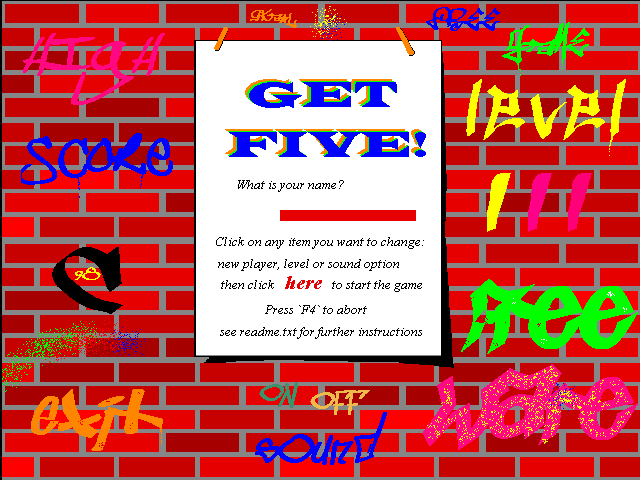 FREE
HIGH
SCORE
GET
FIVE!
What is your name?
Click on any item you want to change:
new player, level or sound option
then click here to start the game
Press `F4` to abort
see readme.txt for further instructions
level
I I I
free
ware
exit
ON OFF
sound